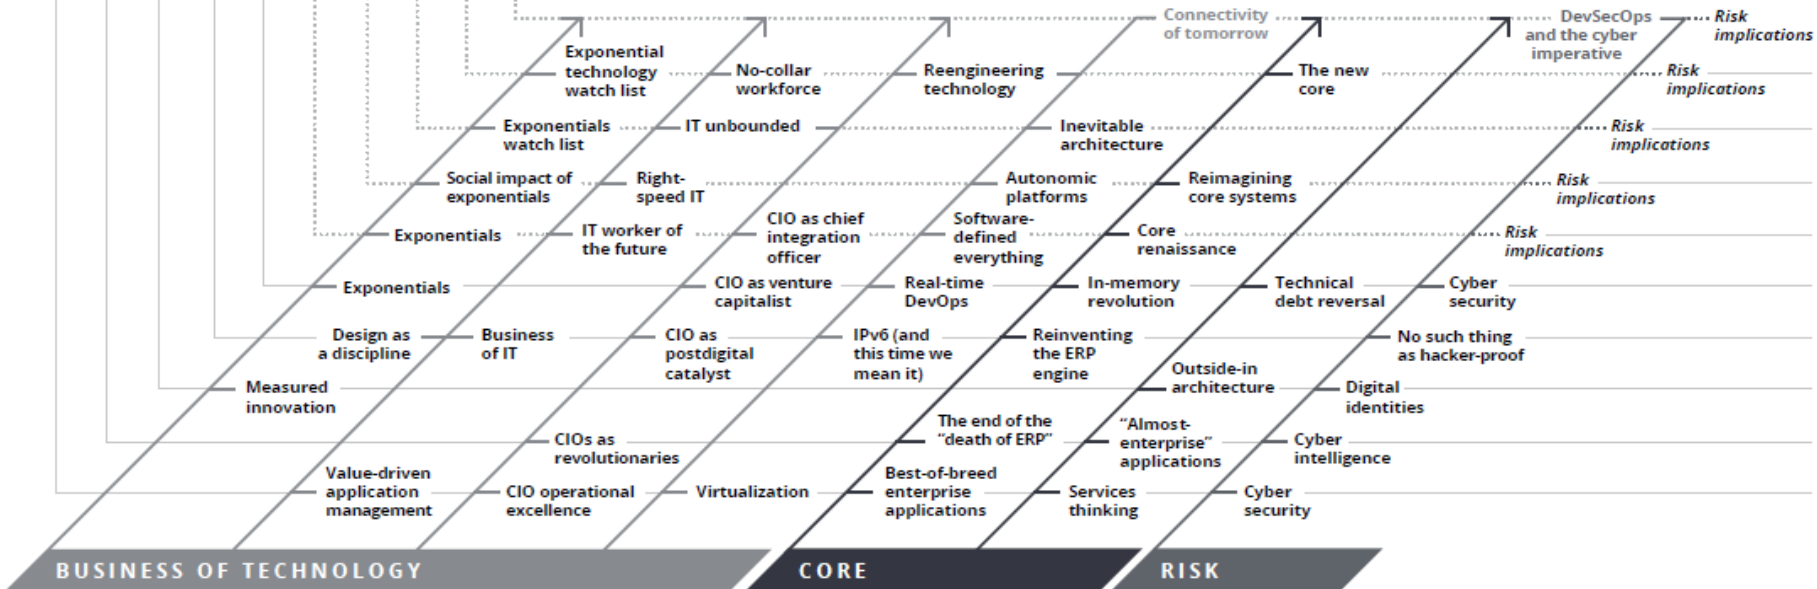 Connectivity
of tomorrow
DevSecOps
and the cyber
imperative
Risk
implications
Exponential
technology
watch list
No-collar
workforce
Reengineering
technology
The new
core
Risk
implications
Exponentials
watch list
IT unbounded
Inevitable
architecture
Risk
implications
Social impact of
exponentials
Right-
speed IT
Autonomic
platforms
Reimagining
core systems
Risk
implications
Exponentials
IT worker of
the future
CIO as chief
integration
officer
Software-
defined
everything
Core
renaissance
Risk
implications
Exponentials
CIO as venture
capitalist
Real-time
DevOps
In-memory
revolution
Technical
debt reversal
Cyber
security
Design as
a discipline
Business
of IT
CIO as
postdigital
catalyst
IPv6 (and
this time we
mean it)
Reinventing
the ERP
engine
No such thing
as hacker-proof
Measured
innovation
Outside-in
architecture
Digital
identities
CIOs as
revolutionaries
The end of the
“death of ERP”
“Almost-
enterprise”
applications
Cyber
intelligence
Value-driven
application
management
CIO operational
excellence
Virtualization
Best-of-breed
enterprise
applications
Services
thinking
Cyber
security
BUSINESS OF TECHNOLOGY
CORE
RISK